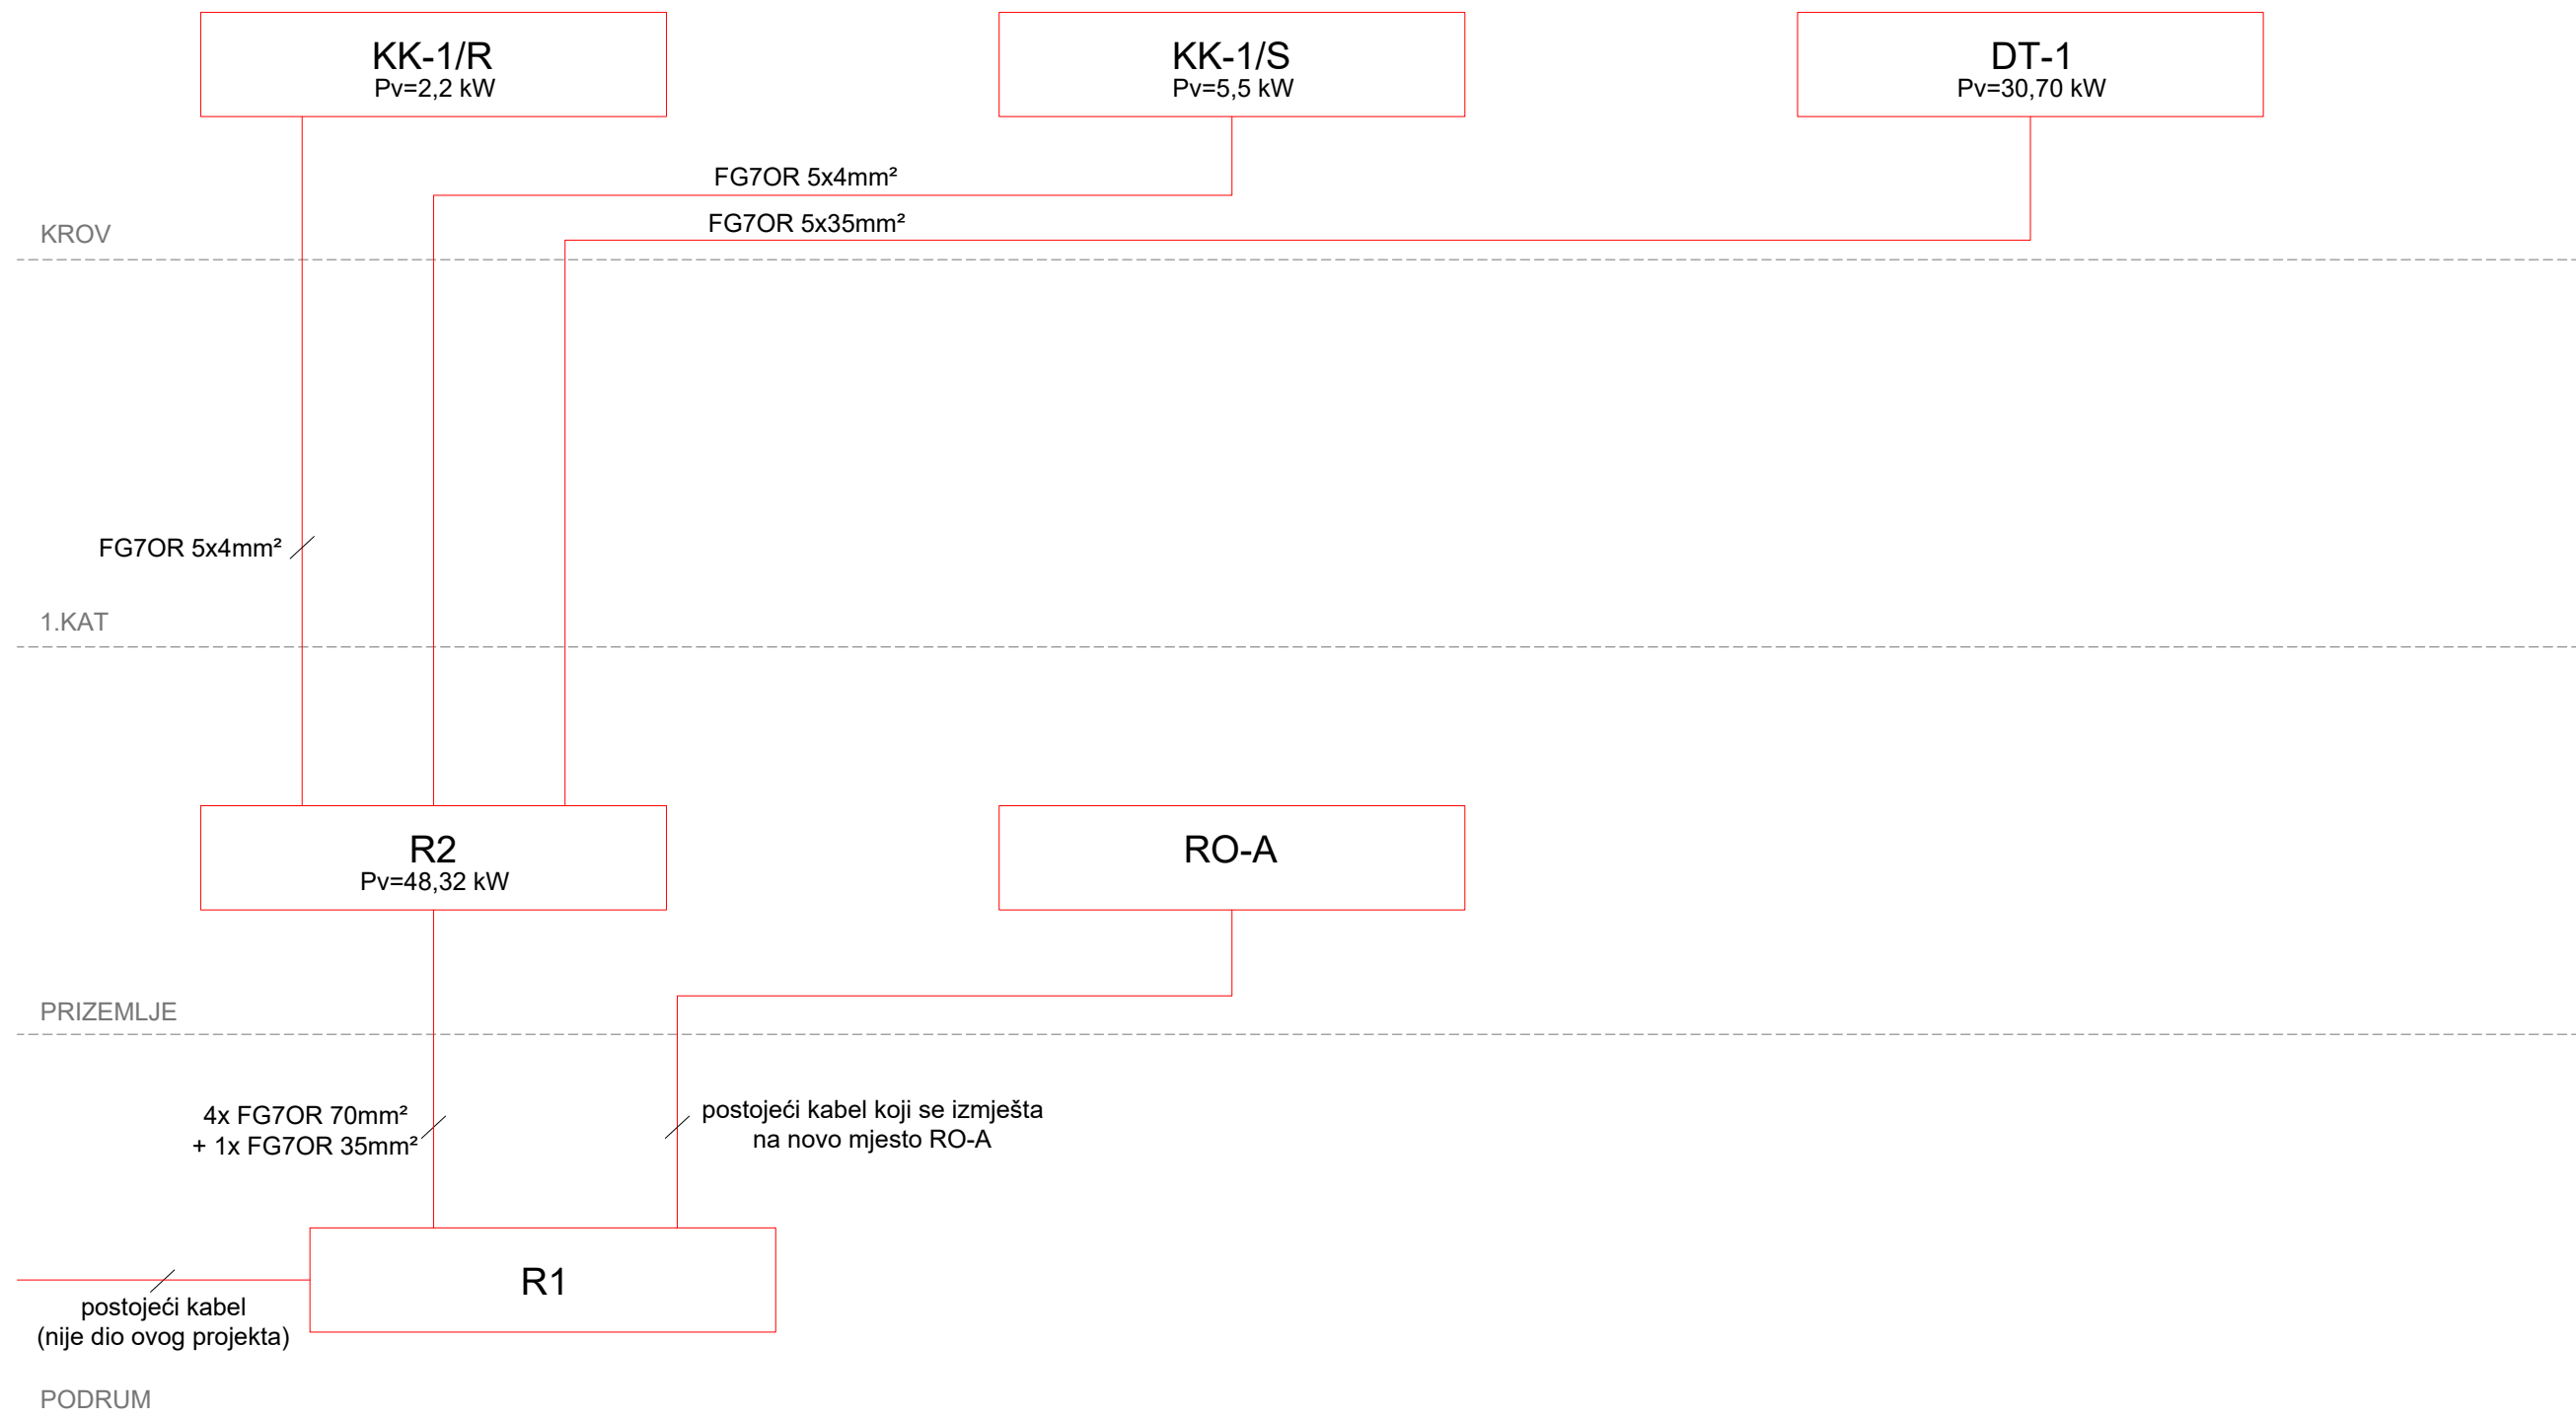 KK-1/R
Pv=2,2 kW
KK-1/S
Pv=5,5 kW
DT-1
Pv=30,70 kW
FG7OR 5x4mm²
FG7OR 5x35mm²
KROV
FG7OR 5x4mm²
1.KAT
R2
Pv=48,32 kW
RO-A
PRIZEMLJE
4x FG7OR 70mm²
+ 1x FG7OR 35mm²
postojeći kabel koji se izmješta
na novo mjesto RO-A
R1
postojeći kabel
(nije dio ovog projekta)
PODRUM